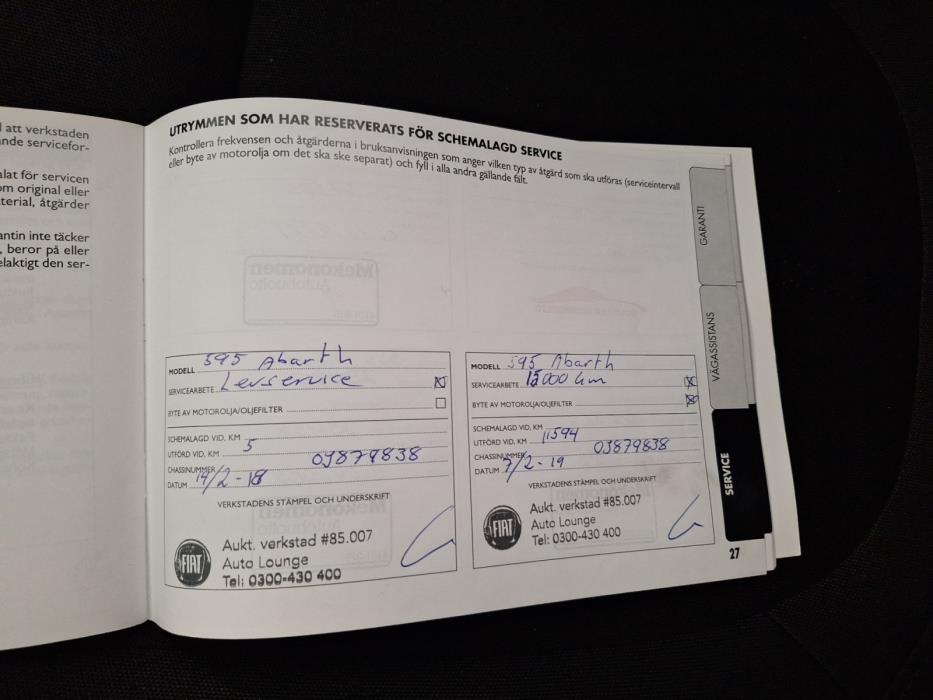 l att verkstaden
nde servicefor-
alat för servicen
om original eller
terial, åtgärder
antin inte täcker
, beror på eller
elaktigt den ser-
UTRYMMEN SOM HAR RESERVERATS FÖR SCHEMALAGD SERVICE
Kontrollera frekvensen och åtgärderna i bruksanvisningen som anger vilken typ av åtgärd som ska utföras (serviceintervall
eller byte av motorolja om det ska ske separat) och fyll i alla andra gällande fält.
Mekonomen
Autohuolto
MODELL 595 Abarth
SERVICEARBETE Levservice
BYTE AV MOTOROLJA/OLJEFILTER
SCHEMALAGD VID, KM
UTFÖRD VID, KM 5
CHASSINUMMER 09879838
DATUM 14/2-18
VERKSTADENS STÄMPEL OCH UNDERSKRIFT
FIAT
Aukt. verkstad #85.007
Auto Lounge
Tel: 0300-430 400
MODELL 595 Abarth
SERVICEARBETE 15000 km
BYTE AV MOTOROLJA/OLJEFILTER
SCHEMALAGD VID, KM
UTFÖRD VID, KM 11594
CHASSINUMMER 03879838
DATUM 7/2-19
VERKSTADENS STÄMPEL OCH UNDERSKRIFT
FIAT
Aukt. verkstad #85.007
Auto Lounge
Tel: 0300-430 400
GARANTI
VÄGASSISTANS
SERVICE
27